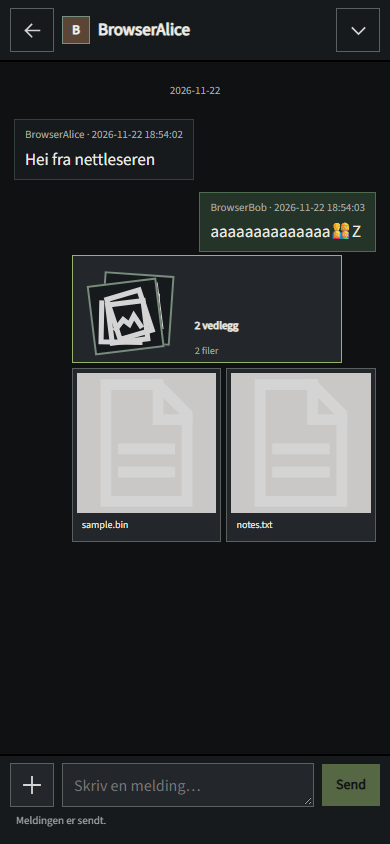 B BrowserAlice
2026-11-22
BrowserAlice · 2026-11-22 18:54:02
Hei fra nettleseren
BrowserBob · 2026-11-22 18:54:03
aaaaaaaaaaaaaa👫Z
2 vedlegg
2 filer
sample.bin
notes.txt
Skriv en melding…
Send
Meldingen er sendt.